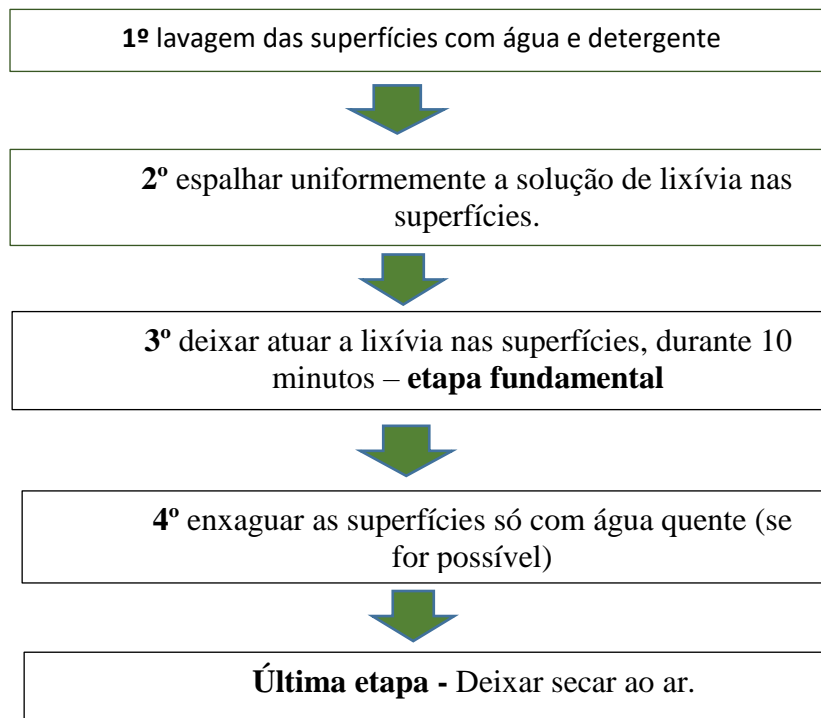 1º lavagem das superfícies com água e detergente
2º espalhar uniformemente a solução de lixívia nas
superfícies.
3º deixar atuar a lixívia nas superfícies, durante 10
minutos – etapa fundamental
4º enxaguar as superfícies só com água quente (se
for possível)
Última etapa - Deixar secar ao ar.